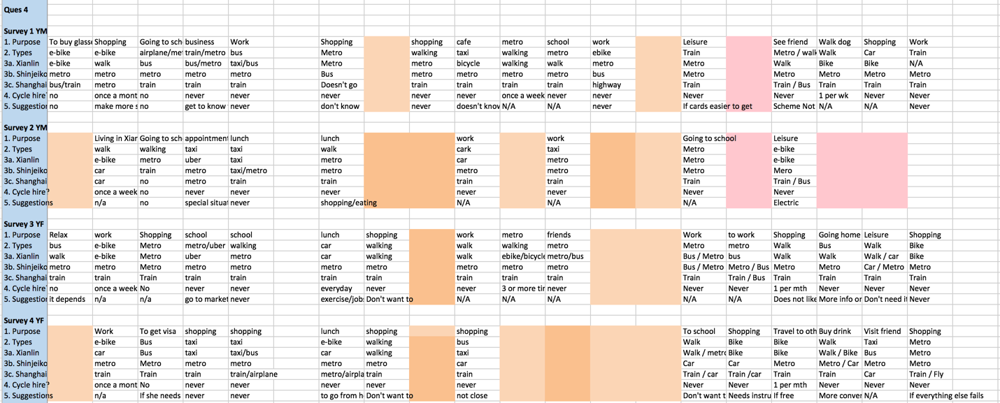 Ques 4
Survey 1 YM
1. Purpose To buy glass Shopping Going to sch business Work Shopping shopping cafe metro school work Leisure See friend Walk dog Shopping Work
2. Types e-bike e-bike airplane/me train/metro bus Metro walking taxi walking metro ebike Train Metro / walk Walk Car Train
3a. Xianlin e-bike walk bus bus/metro taxi/bus Metro metro bicycle walking walk metro Metro Walk Bike Bike N/A
3b. Shinjeiko metro metro metro metro metro Bus metro metro metro metro bus Metro Metro Metro Metro Metro
3c. Shanghai bus/train metro train train train Doesn't go train train train train highway Train Train / Bus Train Train Train
4. Cycle hire? no once a mont no never never never never never once a week never never Never Never 1 per wk Never Never
5. Suggestion no make more s no get to know never don't know never doesn't know N/A N/A never If cards easier to get Scheme Not N/A N/A Never
Survey 2 YM
1. Purpose Living in Xian Going to sch appointment lunch lunch work work Going to school Leisure
2. Types walk walking taxi taxi walk cark taxi Metro e-bike
3a. Xianlin e-bike metro uber taxi metro car metro Metro e-bike
3b. Shinjeiko car train metro taxi/metro metro metro metro Metro Mero
3c. Shanghai car no metro train train train train Train Train / Bus
4. Cycle hire? once a week no never never never never never Never Never
5. Suggestions n/a no special situat never shopping/eating N/A N/A N/A Electric
Survey 3 YF
1. Purpose Relax work Shopping school school lunch shopping work metro friends Work to work Shopping Going home Leisure Shopping
2. Types bus e-bike Metro metro/uber walking car walking walk walking metro Metro metro Walk Bus Walk Bike
3a. Xianlin walk e-bike Metro uber metro car walking walk ebike/bicycle metro/bus Bus / Metro bus Walk Walk Walk / car Bike
3b. Shinjeiko metro metro Metro metro metro metro metro metro metro metro Bus / Metro Metro / Bus Metro Metro Car / Metro Metro
3c. Shanghai train train Train train train train train train train train Train Train / Bus Train Train Train Train
4. Cycle hire? no once a week No never never everyday never never 3 or more tin never Never Never 1 per mth Never Never Never
5. Suggestion it depends n/a n/a go to market never exercise/job Don't want to N/A N/A N/A N/A N/A Does not like More info or Don't need it Never
Survey 4 YF
1. Purpose Work To get visa shopping shopping lunch shopping shopping To school Shopping Travel to oth Buy drink Visit friend Shopping
2. Types e-bike Bus taxi taxi e-bike walking bus Walk Bike Bike Walk Taxi Metro
3a. Xianlin car Bus taxi taxi/bus car walking taxi Walk / metro Bike Bike Walk / Bike Bus Metro
3b. Shinjeiko metro Metro metro metro metro metro car Car Car Metro Metro / Car Metro Metro
3c. Shanghai train Train train train/airplane metro/airpla train train Train / car Train /car Train Train Car Train / Fly
4. Cycle hire? once a mont No never never never never never Never Never 1 per mth Never Never Never
5. Suggestions n/a If she needs never never to go from h Don't want to not close Don't want t Needs instru If free More conver N/A If everything else fails